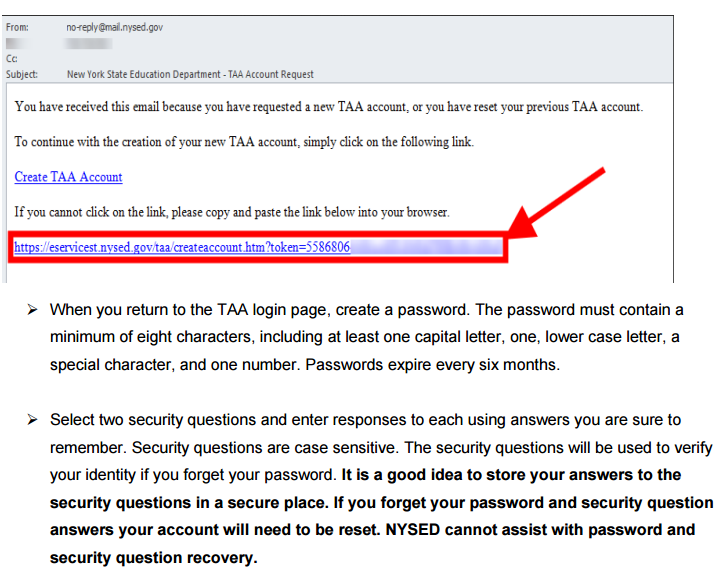 From: no-reply@mail.nysed.gov
Cc:
Subject: New York State Education Department - TAA Account Request
You have received this email because you have requested a new TAA account, or you have reset your previous TAA account.
To continue with the creation of your new TAA account, simply click on the following link.
Create TAA Account
If you cannot click on the link, please copy and paste the link below into your browser.
https://eservicest.nysed.gov/taa/createaccount.htm?token=5586806
➢ When you return to the TAA login page, create a password. The password must contain a
minimum of eight characters, including at least one capital letter, one, lower case letter, a
special character, and one number. Passwords expire every six months.
➢ Select two security questions and enter responses to each using answers you are sure to
remember. Security questions are case sensitive. The security questions will be used to verify
your identity if you forget your password. It is a good idea to store your answers to the
security questions in a secure place. If you forget your password and security question
answers your account will need to be reset. NYSED cannot assist with password and
security question recovery.